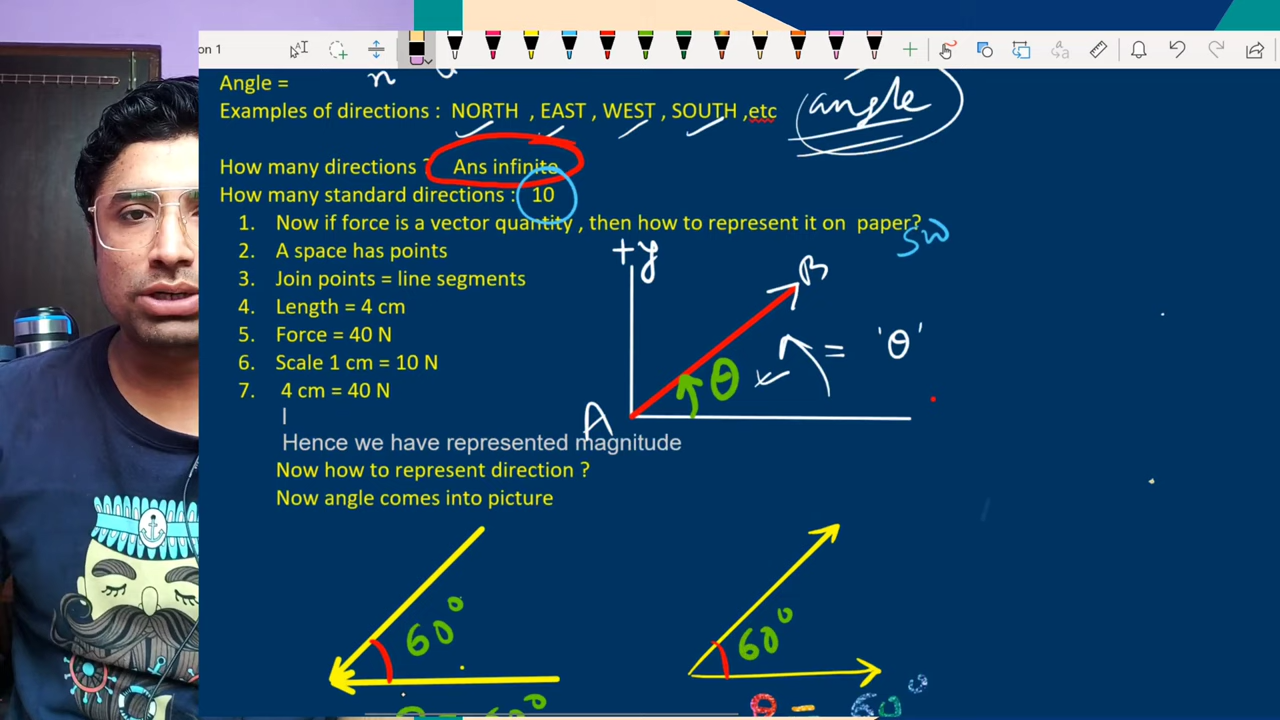 on 1
Angle =
n
Examples of directions : NORTH , EAST , WEST , SOUTH ,etc
angle
How many directions ? Ans infinite
How many standard directions : 10
1. Now if force is a vector quantity , then how to represent it on paper?
SW
2. A space has points
3. Join points = line segments
4. Length = 4 cm
5. Force = 40 N
6. Scale 1 cm = 10 N
7. 4 cm = 40 N
+y
B
θ
= 'θ'
A
Hence we have represented magnitude
Now how to represent direction ?
Now angle comes into picture
60°
60°
θ = 60°
θ = 60°